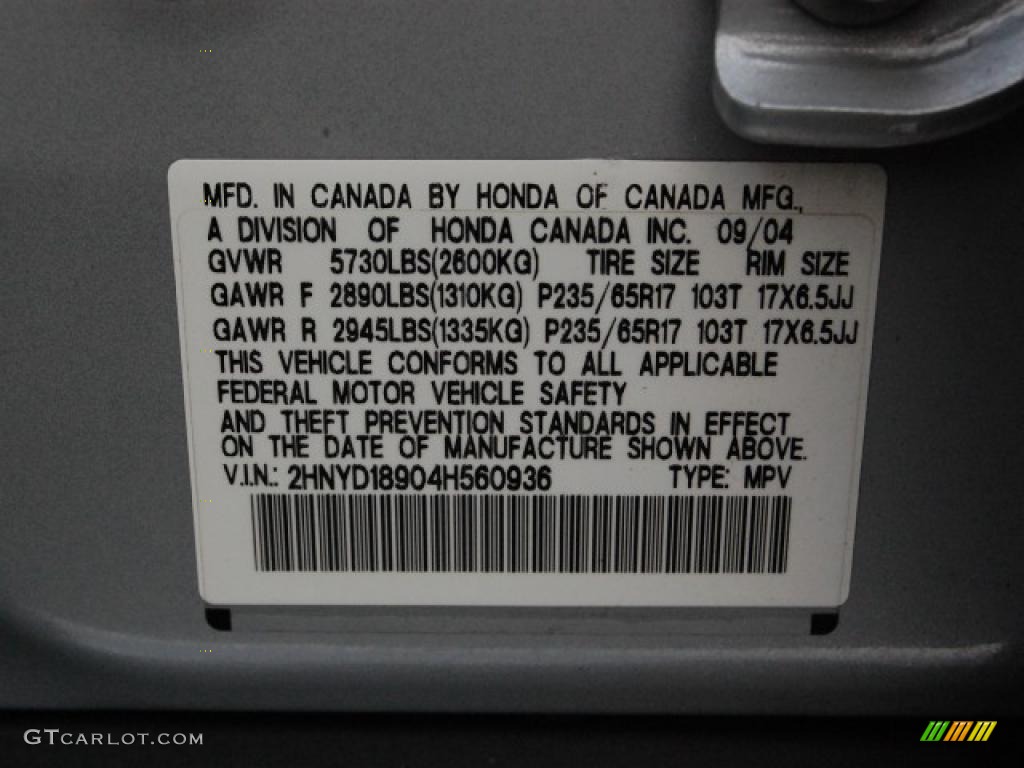 MFD. IN CANADA BY HONDA OF CANADA MFG.,
A DIVISION OF HONDA CANADA INC. 09/04
GVWR 5730LBS(2600KG) TIRE SIZE RIM SIZE
GAWR F 2890LBS(1310KG) P235/65R17 103T 17X6.5JJ
GAWR R 2945LBS(1335KG) P235/65R17 103T 17X6.5JJ
THIS VEHICLE CONFORMS TO ALL APPLICABLE
FEDERAL MOTOR VEHICLE SAFETY
AND THEFT PREVENTION STANDARDS IN EFFECT
ON THE DATE OF MANUFACTURE SHOWN ABOVE.
V.I.N.: 2HNYD18904H560936 TYPE: MPV
GTCARLOT.COM